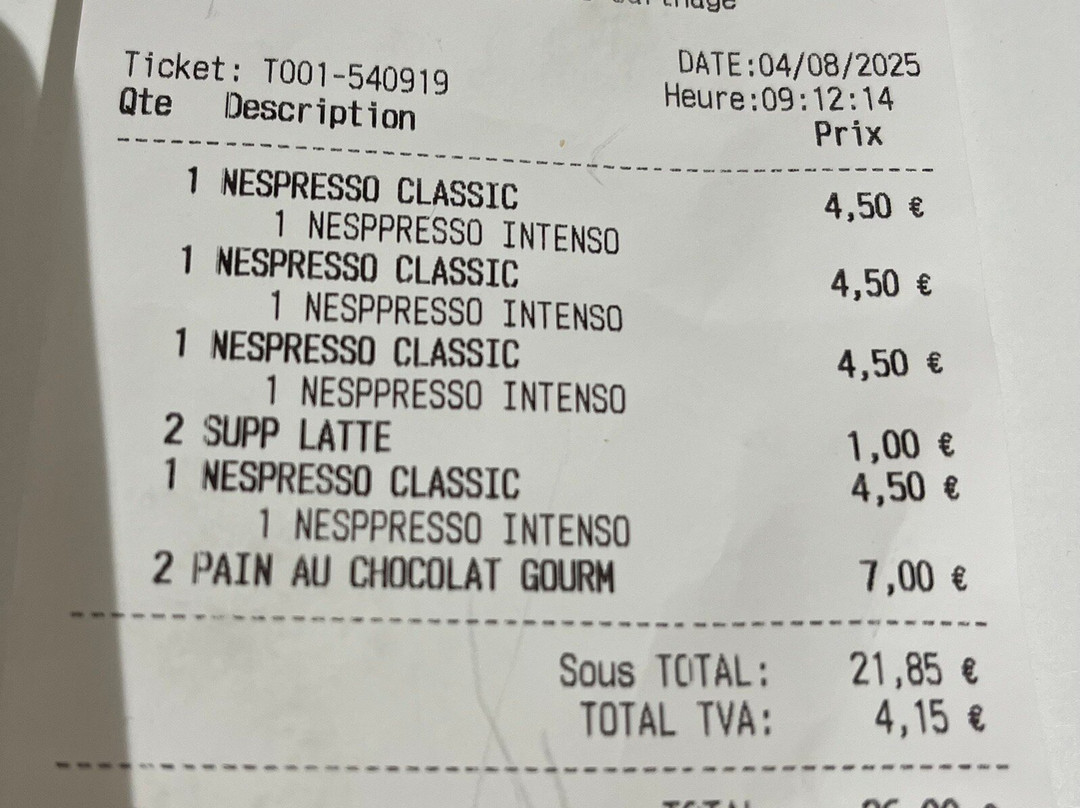 Ticket: T001-540919 DATE:04/08/2025
Heure:09:12:14
Qte Description Prix
1 NESPRESSO CLASSIC 4,50 €
1 NESPPRESSO INTENSO
1 NESPRESSO CLASSIC 4,50 €
1 NESPPRESSO INTENSO
1 NESPRESSO CLASSIC 4,50 €
1 NESPPRESSO INTENSO
2 SUPP LATTE 1,00 €
1 NESPRESSO CLASSIC 4,50 €
1 NESPPRESSO INTENSO
2 PAIN AU CHOCOLAT GOURM 7,00 €
Sous TOTAL: 21,85 €
TOTAL TVA: 4,15 €